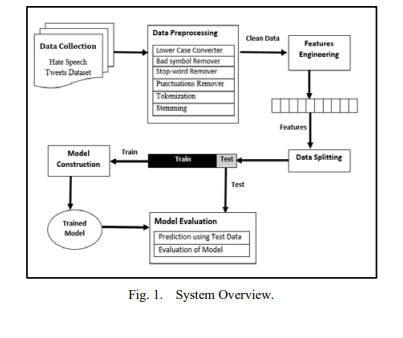 Data Collection
Hate Speech
Tweets Dataset
Data Preprocessing
Lower Case Converter
Bad symbol Remover
Stop-word Remover
Punctuations Remover
Tokenization
Stemming
Clean Data
Features
Engineering
Features
Data Splitting
Train
Test
Train
Test
Model
Construction
Trained
Model
Model Evaluation
Prediction using Test Data
Evaluation of Model
Fig. 1. System Overview.